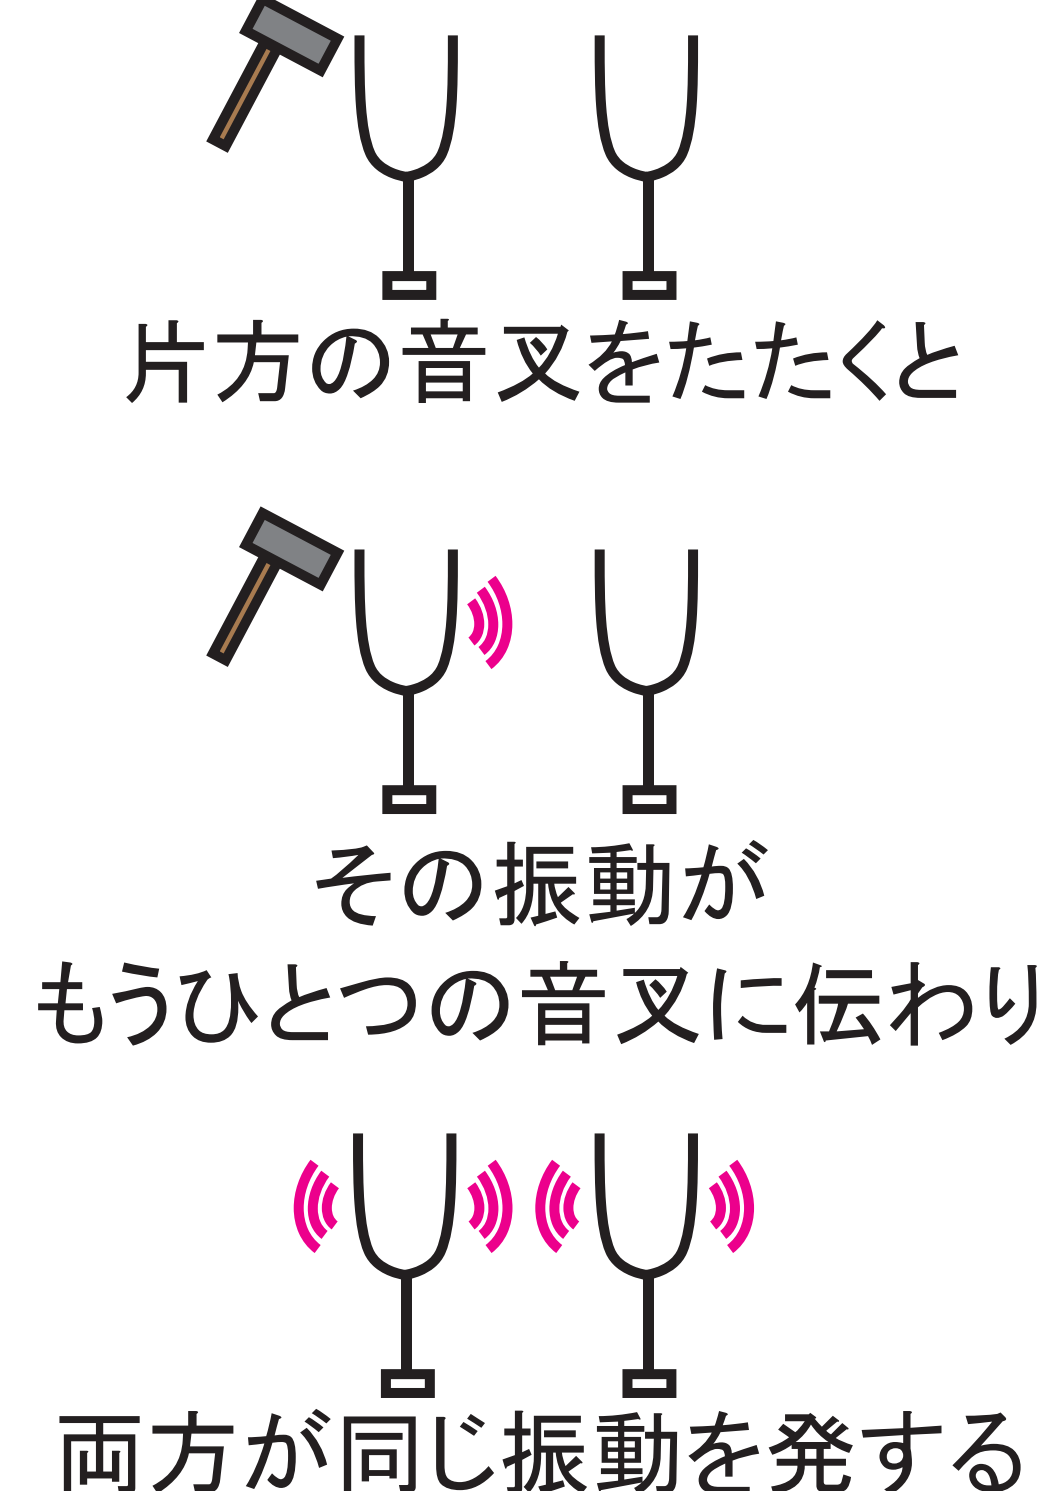 片方の音叉をたたくと
その振動が
もうひとつの音叉に伝わり
両方が同じ振動を発する